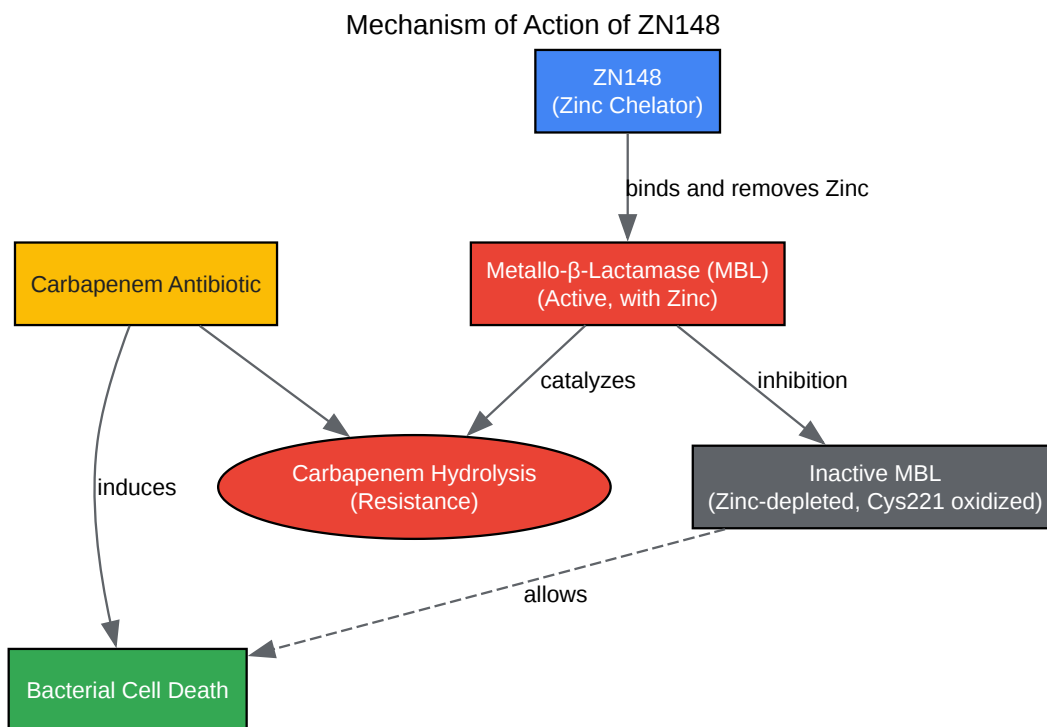 Mechanism of Action of ZN148
ZN148
(Zinc Chelator)
binds and removes Zinc
Carbapenem Antibiotic
Metallo-β-Lactamase (MBL)
(Active, with Zinc)
catalyzes
inhibition
Carbapenem Hydrolysis
(Resistance)
Inactive MBL
(Zinc-depleted, Cys221 oxidized)
induces
allows
Bacterial Cell Death